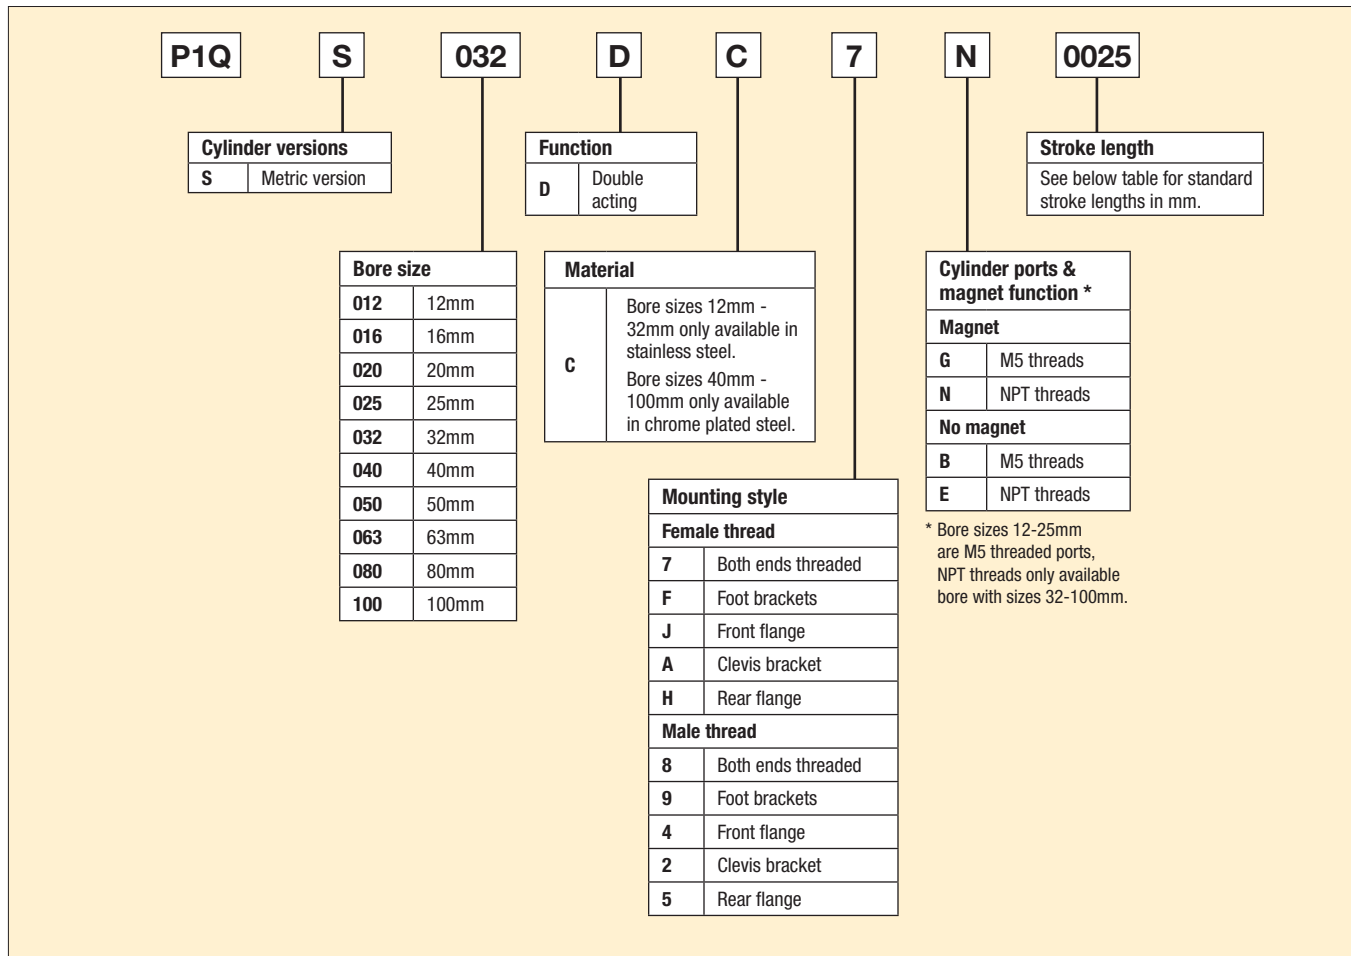 P1Q S 032 D C 7 N 0025
Cylinder versions
S Metric version
Function
D Double
acting
Stroke length
See below table for standard
stroke lengths in mm.
Bore size
012 12mm
016 16mm
020 20mm
025 25mm
032 32mm
040 40mm
050 50mm
063 63mm
080 80mm
100 100mm
Material
C
Bore sizes 12mm -
32mm only available in
stainless steel.
Bore sizes 40mm -
100mm only available
in chrome plated steel.
Cylinder ports &
magnet function *
Magnet
G M5 threads
N NPT threads
No magnet
B M5 threads
E NPT threads
* Bore sizes 12-25mm
are M5 threaded ports,
NPT threads only available
bore with sizes 32-100mm.
Mounting style
Female thread
7 Both ends threaded
F Foot brackets
J Front flange
A Clevis bracket
H Rear flange
Male thread
8 Both ends threaded
9 Foot brackets
4 Front flange
2 Clevis bracket
5 Rear flange